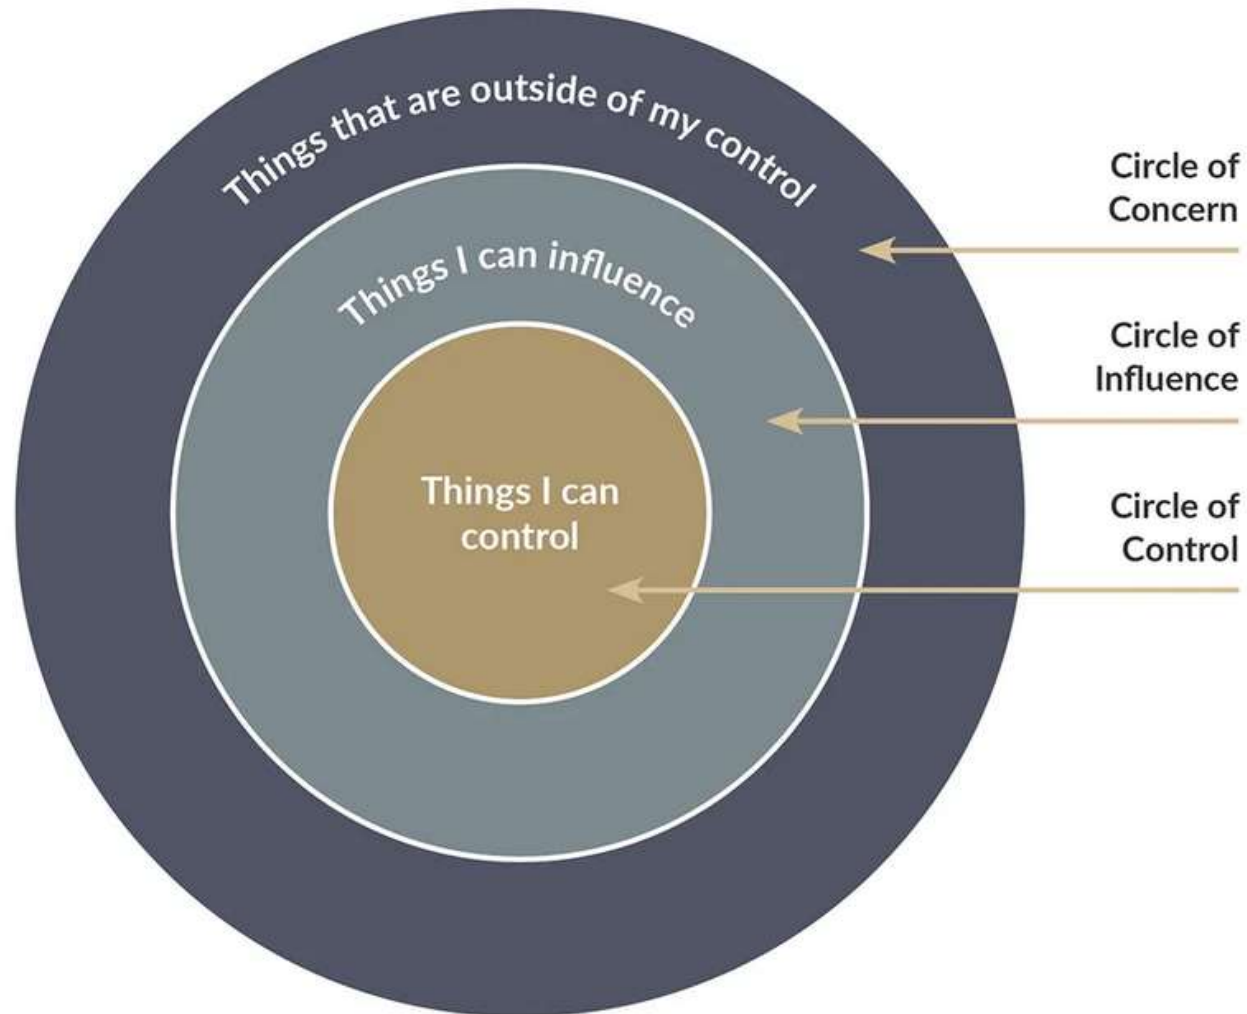 Things that are outside of my control
Things I can influence
Things I can
control
Circle of
Concern
Circle of
Influence
Circle of
Control